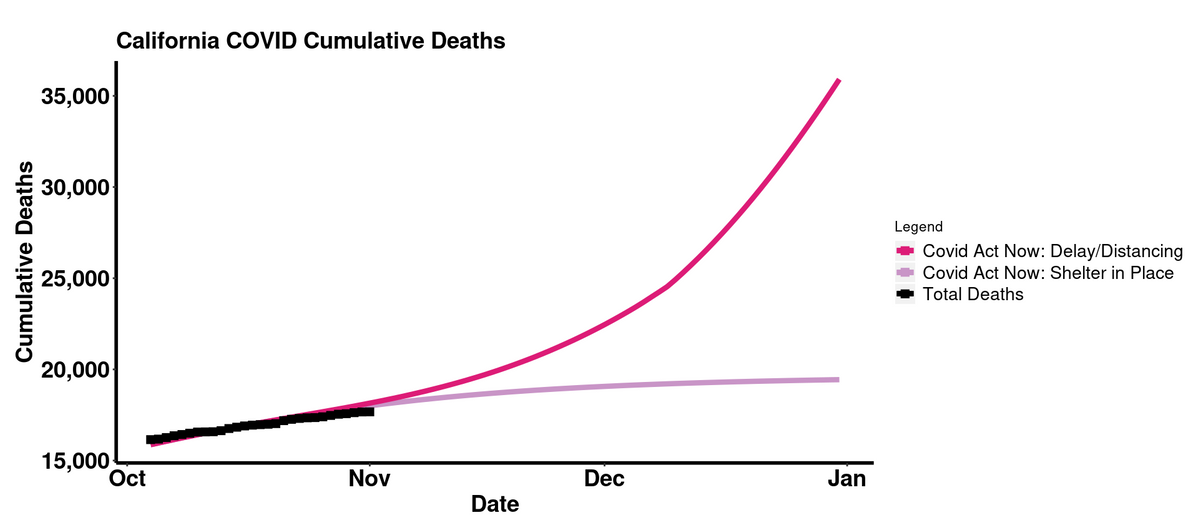 California COVID Cumulative Deaths
35,000
30,000
25,000
20,000
15,000
Cumulative Deaths
Oct Nov Dec Jan
Date
Legend
Covid Act Now: Delay/Distancing
Covid Act Now: Shelter in Place
Total Deaths